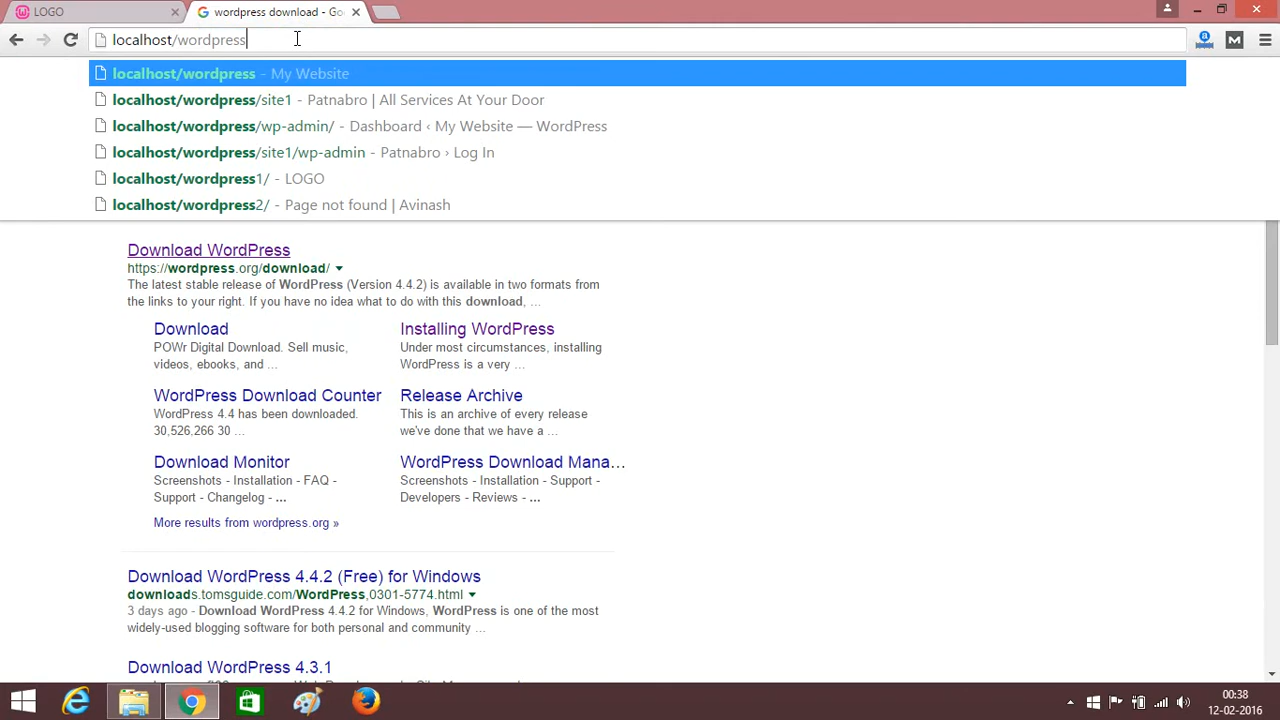 LOGO
wordpress download - Go
localhost/wordpress
localhost/wordpress - My Website
localhost/wordpress/site1 - Patnabro | All Services At Your Door
localhost/wordpress/wp-admin/ - Dashboard ‹ My Website — WordPress
localhost/wordpress/site1/wp-admin - Patnabro › Log In
localhost/wordpress1/ - LOGO
localhost/wordpress2/ - Page not found | Avinash
Download WordPress
https://wordpress.org/download/
The latest stable release of WordPress (Version 4.4.2) is available in two formats from
the links to your right. If you have no idea what to do with this download, ...
Download
POWr Digital Download. Sell music,
videos, ebooks, and ...
Installing WordPress
Under most circumstances, installing
WordPress is a very ...
WordPress Download Counter
WordPress 4.4 has been downloaded.
30,526,266 30 ...
Release Archive
This is an archive of every release
we've done that we have a ...
Download Monitor
Screenshots - Installation - FAQ -
Support - Changelog - ...
WordPress Download Mana...
Screenshots - Installation - Support -
Developers - Reviews - ...
More results from wordpress.org »
Download WordPress 4.4.2 (Free) for Windows
downloads.tomsguide.com/WordPress,0301-5774.html
3 days ago - Download WordPress 4.4.2 for Windows, WordPress is one of the most
widely-used blogging software for both personal and community ...
Download WordPress 4.3.1
00:38
12-02-2016